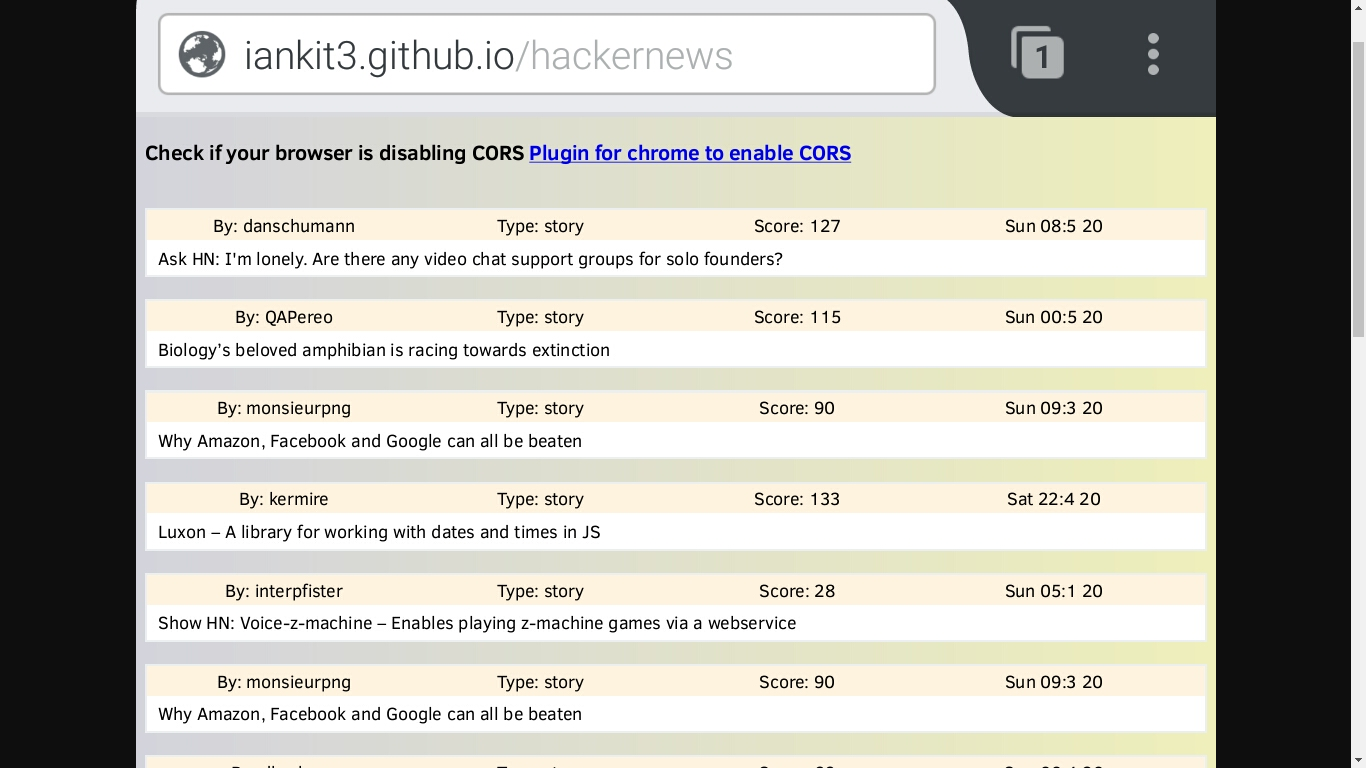 iankit3.github.io/hackernews 1
Check if your browser is disabling CORS Plugin for chrome to enable CORS
By: danschumann Type: story Score: 127 Sun 08:5 20
Ask HN: I'm lonely. Are there any video chat support groups for solo founders?
By: QAPereo Type: story Score: 115 Sun 00:5 20
Biology’s beloved amphibian is racing towards extinction
By: monsieurpng Type: story Score: 90 Sun 09:3 20
Why Amazon, Facebook and Google can all be beaten
By: kermire Type: story Score: 133 Sat 22:4 20
Luxon – A library for working with dates and times in JS
By: interpfister Type: story Score: 28 Sun 05:1 20
Show HN: Voice-z-machine – Enables playing z-machine games via a webservice
By: monsieurpng Type: story Score: 90 Sun 09:3 20
Why Amazon, Facebook and Google can all be beaten